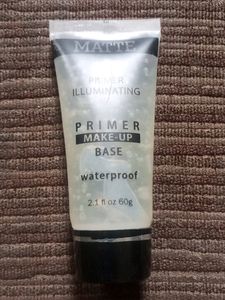 MATTE
PRIMER
ILLUMINATING
PRIMER
MAKE-UP
BASE
waterproof
2.1 fl oz 60g